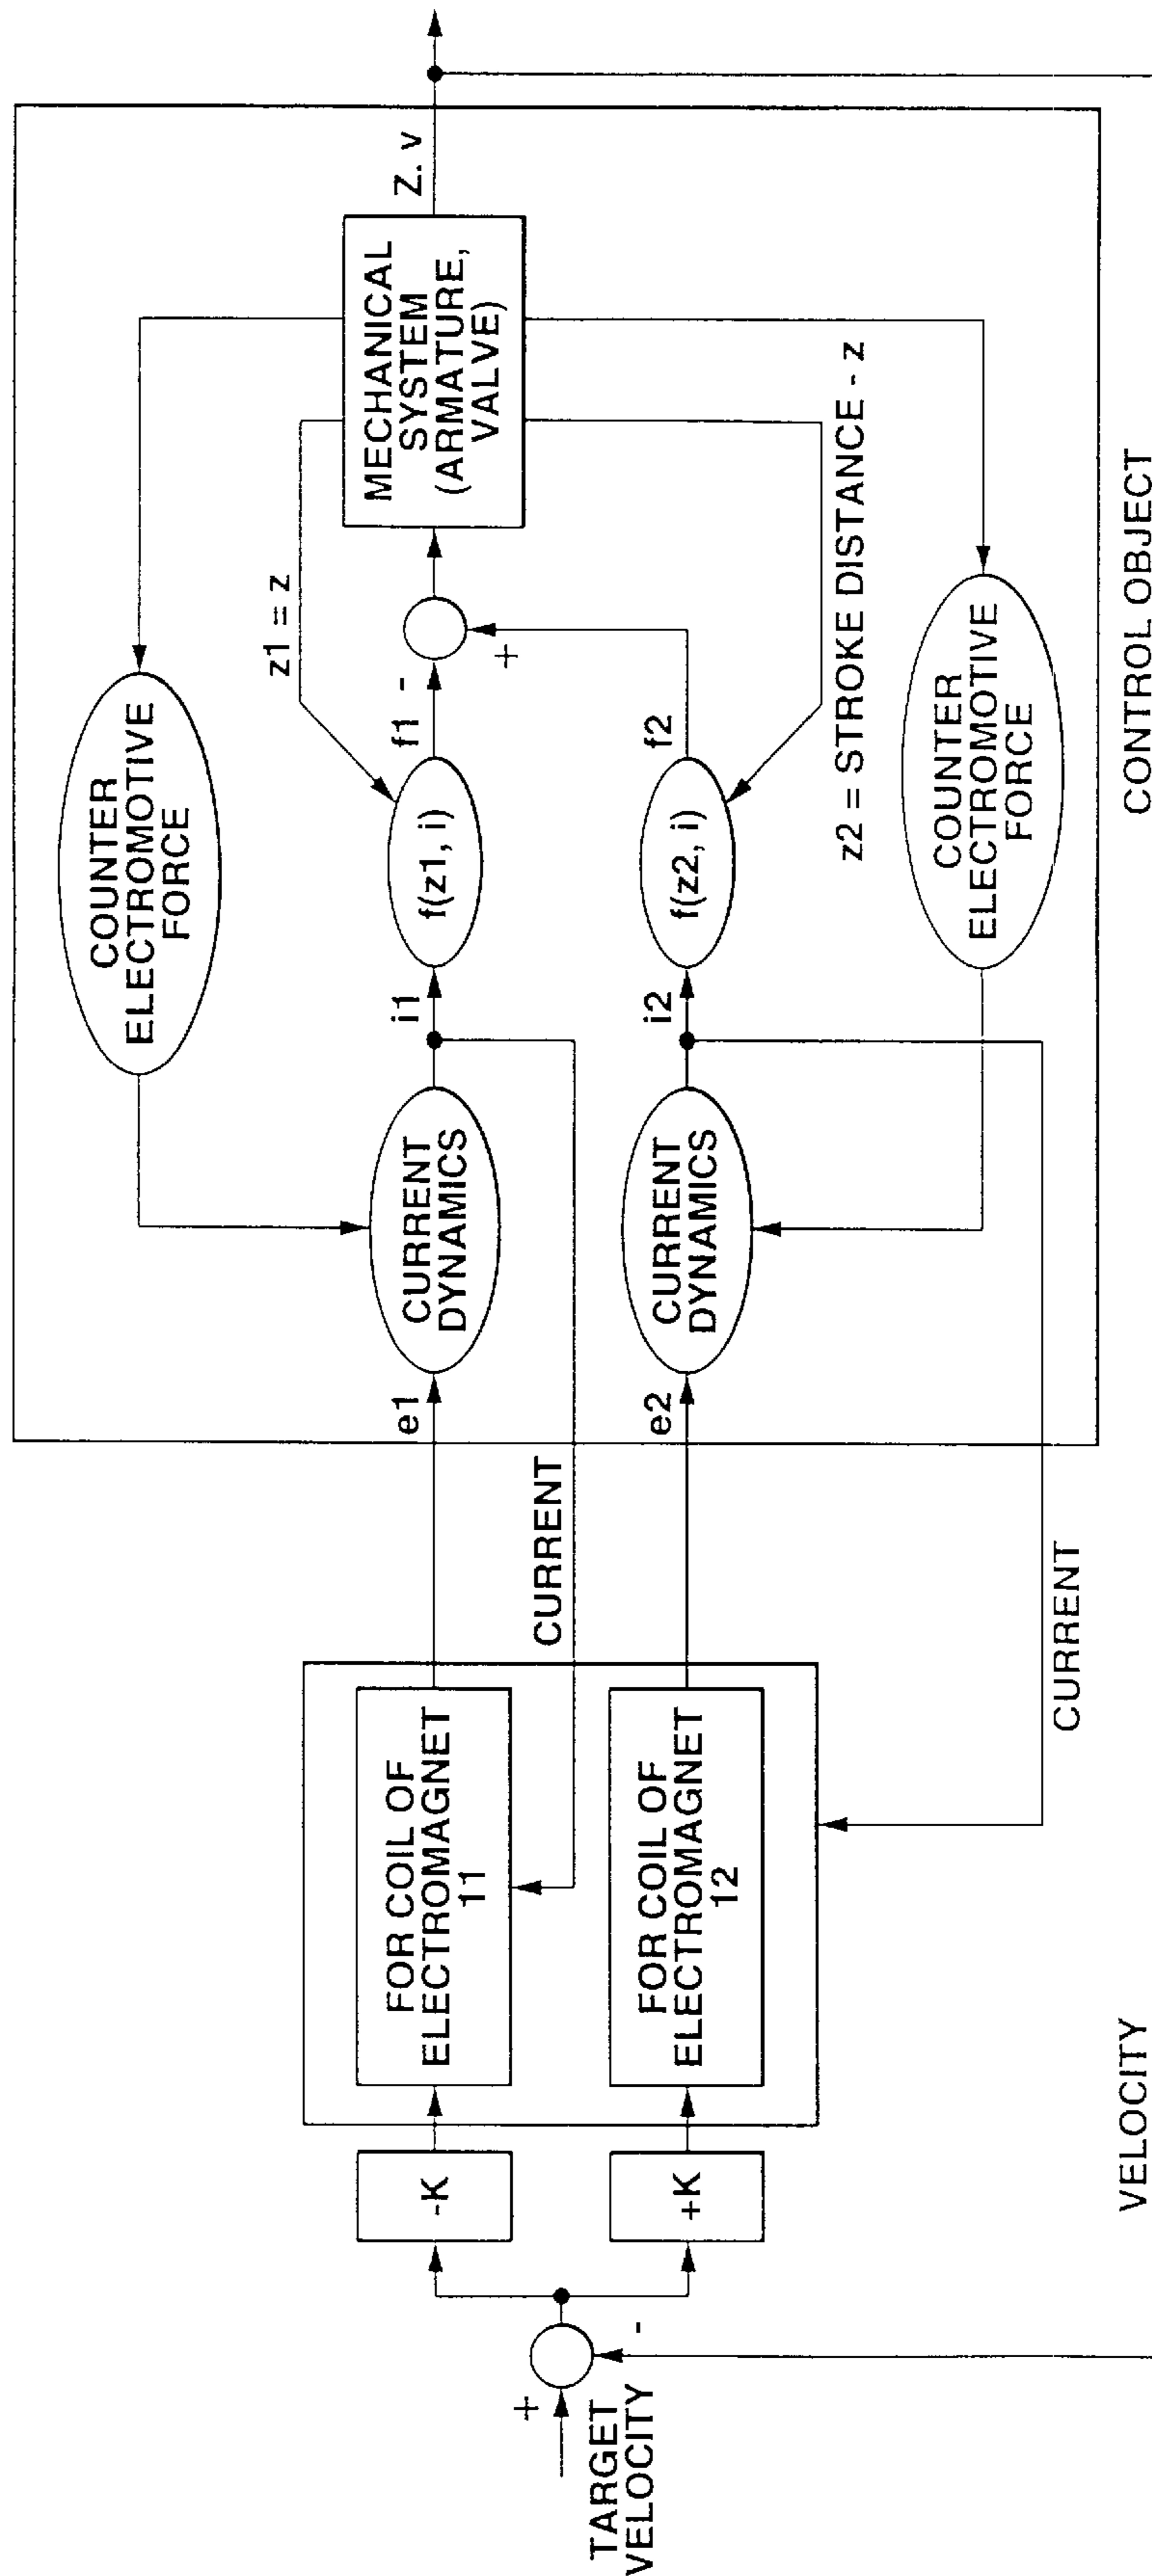 TARGET
VELOCITY
+
-
-K
+K
FOR COIL OF
ELECTROMAGNET
11
FOR COIL OF
ELECTROMAGNET
12
CURRENT
CURRENT
VELOCITY
e1
e2
CURRENT
DYNAMICS
CURRENT
DYNAMICS
i1
i2
COUNTER
ELECTROMOTIVE
FORCE
f(z1, i)
f(z2, i)
COUNTER
ELECTROMOTIVE
FORCE
f1
-
f2
+
z1 = z
z2 = STROKE DISTANCE - z
MECHANICAL
SYSTEM
(ARMATURE,
VALVE)
Z. v
CONTROL OBJECT